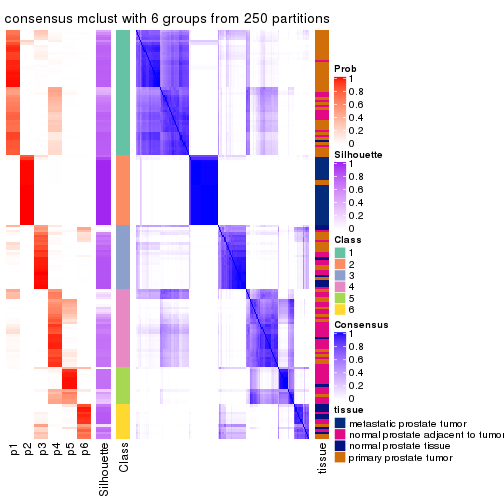 consensus mclust with 6 groups from 250 partitions
Prob
1
0.8
0.6
0.4
0.2
0
Silhouette
1
0.8
0.6
0.4
0.2
0
Class
1
2
3
4
5
6
Consensus
1
0.8
0.6
0.4
0.2
0
tissue
metastatic prostate tumor
normal prostate adjacent to tumor
normal prostate tissue
primary prostate tumor
p1
p2
p3
p4
p5
p6
Silhouette
Class
tissue